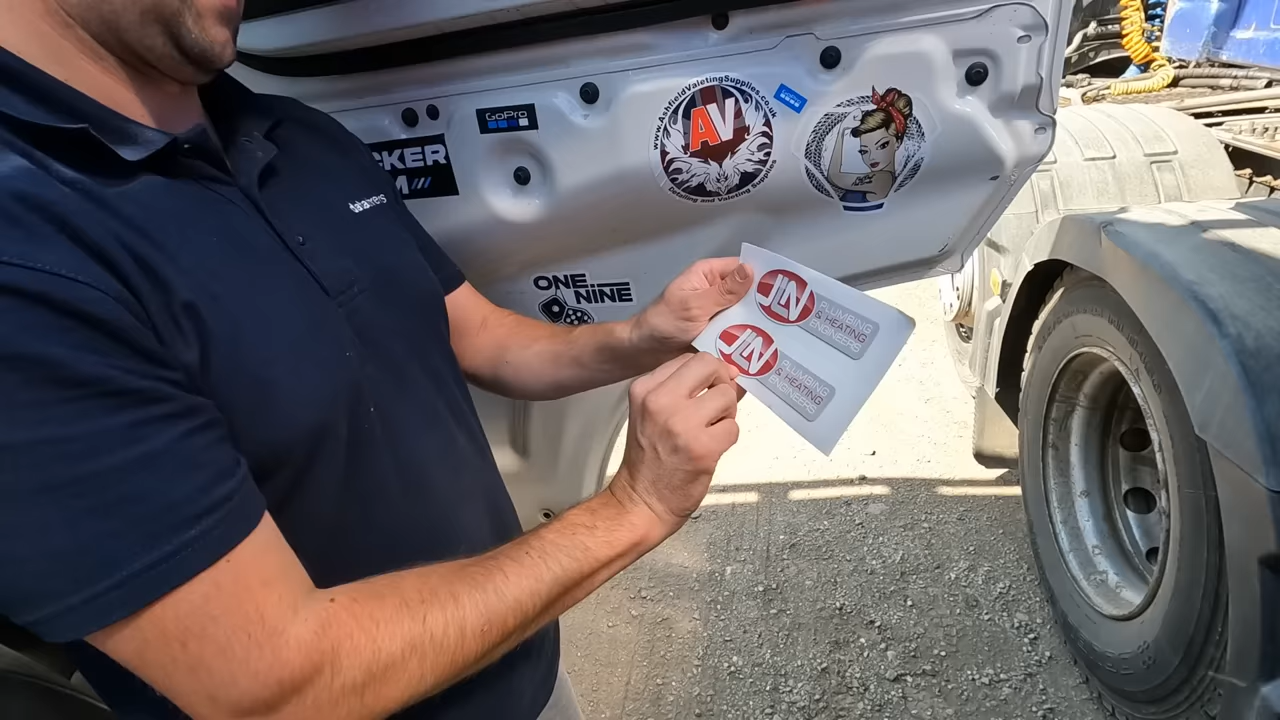 GoPro
CKER
M///
www.AshfieldValetingSupplies.co.uk
AV
Detailing and Valeting Supplies
ONE
NINE
JLN
PLUMBING
& HEATING
ENGINEERS
JLN
PLUMBING
& HEATING
ENGINEERS